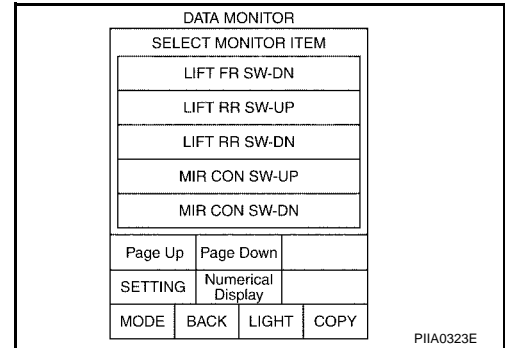 DATA MONITOR
SELECT MONITOR ITEM
LIFT FR SW-DN
LIFT RR SW-UP
LIFT RR SW-DN
MIR CON SW-UP
MIR CON SW-DN
Page Up Page Down
SETTING Numerical
Display
MODE BACK LIGHT COPY
PIIA0323E